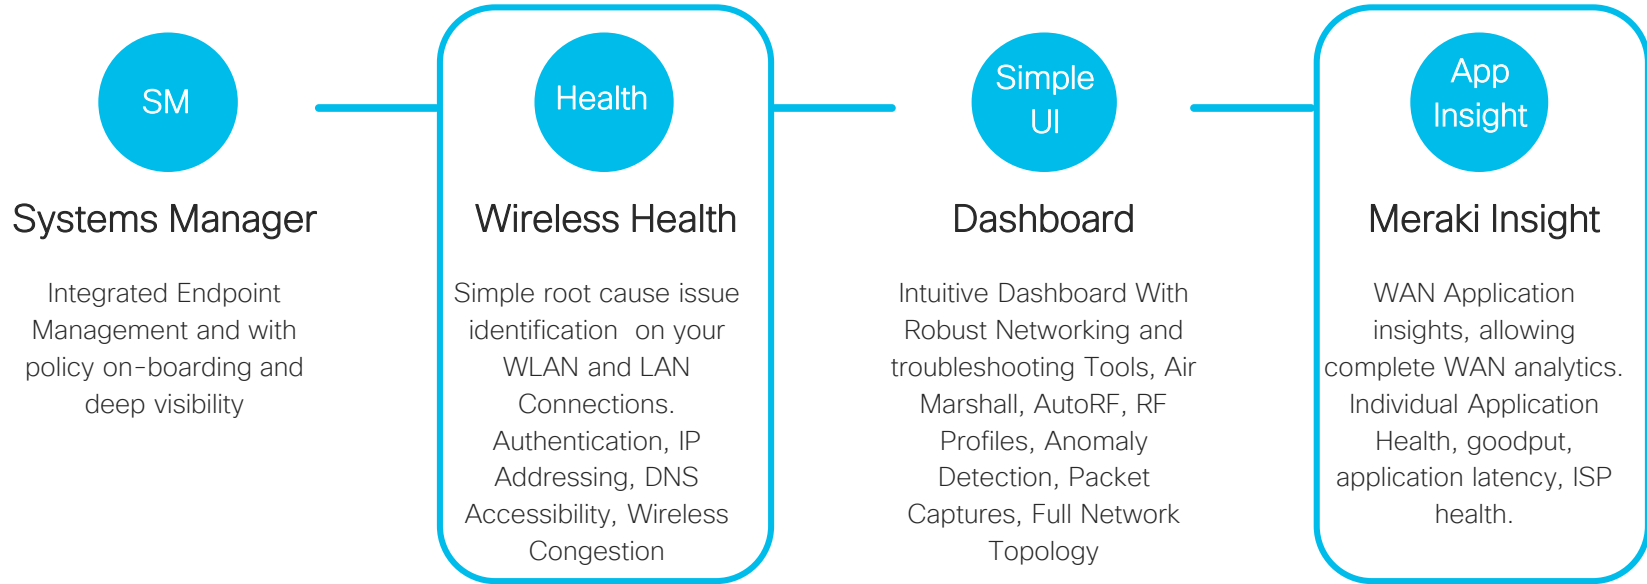 SM
Systems Manager
Integrated Endpoint
Management and with
policy on-boarding and
deep visibility
Health
Wireless Health
Simple root cause issue
identification on your
WLAN and LAN
Connections.
Authentication, IP
Addressing, DNS
Accessibility, Wireless
Congestion
Simple
UI
Dashboard
Intuitive Dashboard With
Robust Networking and
troubleshooting Tools, Air
Marshall, AutoRF, RF
Profiles, Anomaly
Detection, Packet
Captures, Full Network
Topology
App
Insight
Meraki Insight
WAN Application
insights, allowing
complete WAN analytics.
Individual Application
Health, goodput,
application latency, ISP
health.